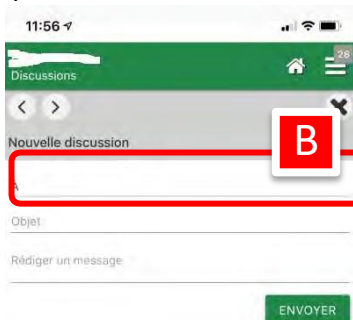 11:56
26
Discussions
Nouvelle discussion
B
A
Objet
Rédiger un message
ENVOYER